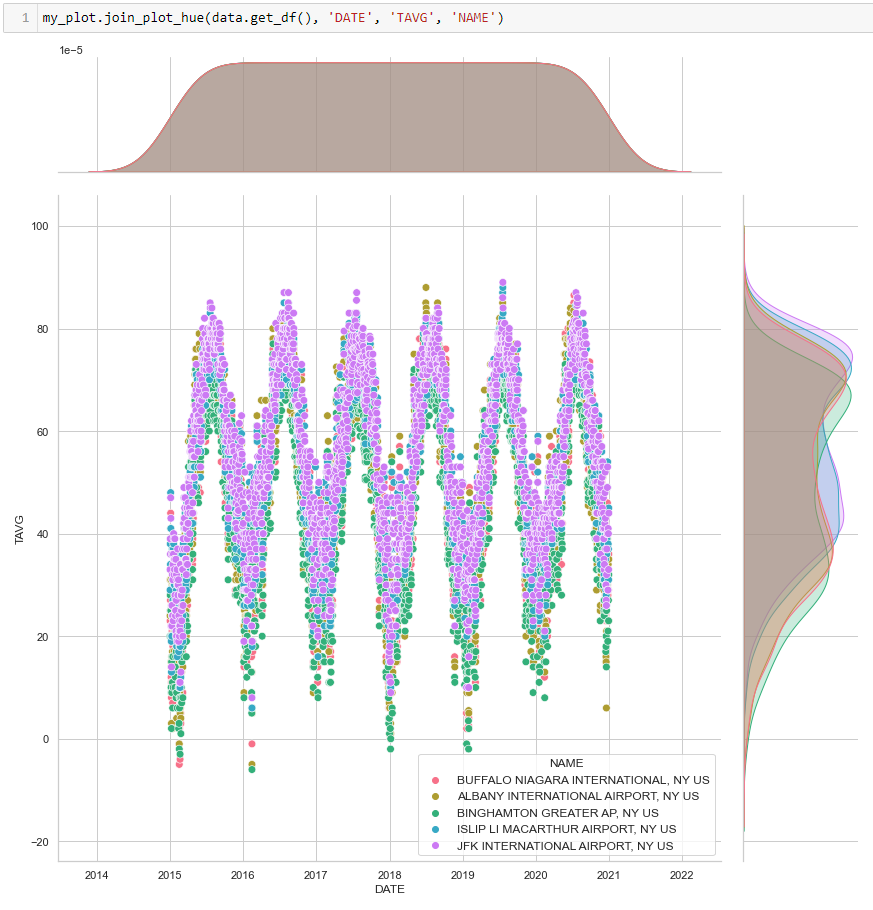 1 my_plot.join_plot_hue(data.get_df(), 'DATE', 'TAVG', 'NAME')
1e−5
100
80
60
40
20
0
−20
TAVG
NAME
BUFFALO NIAGARA INTERNATIONAL, NY US
ALBANY INTERNATIONAL AIRPORT, NY US
BINGHAMTON GREATER AP, NY US
ISLIP LI MACARTHUR AIRPORT, NY US
JFK INTERNATIONAL AIRPORT, NY US
2014 2015 2016 2017 2018 2019 2020 2021 2022
DATE